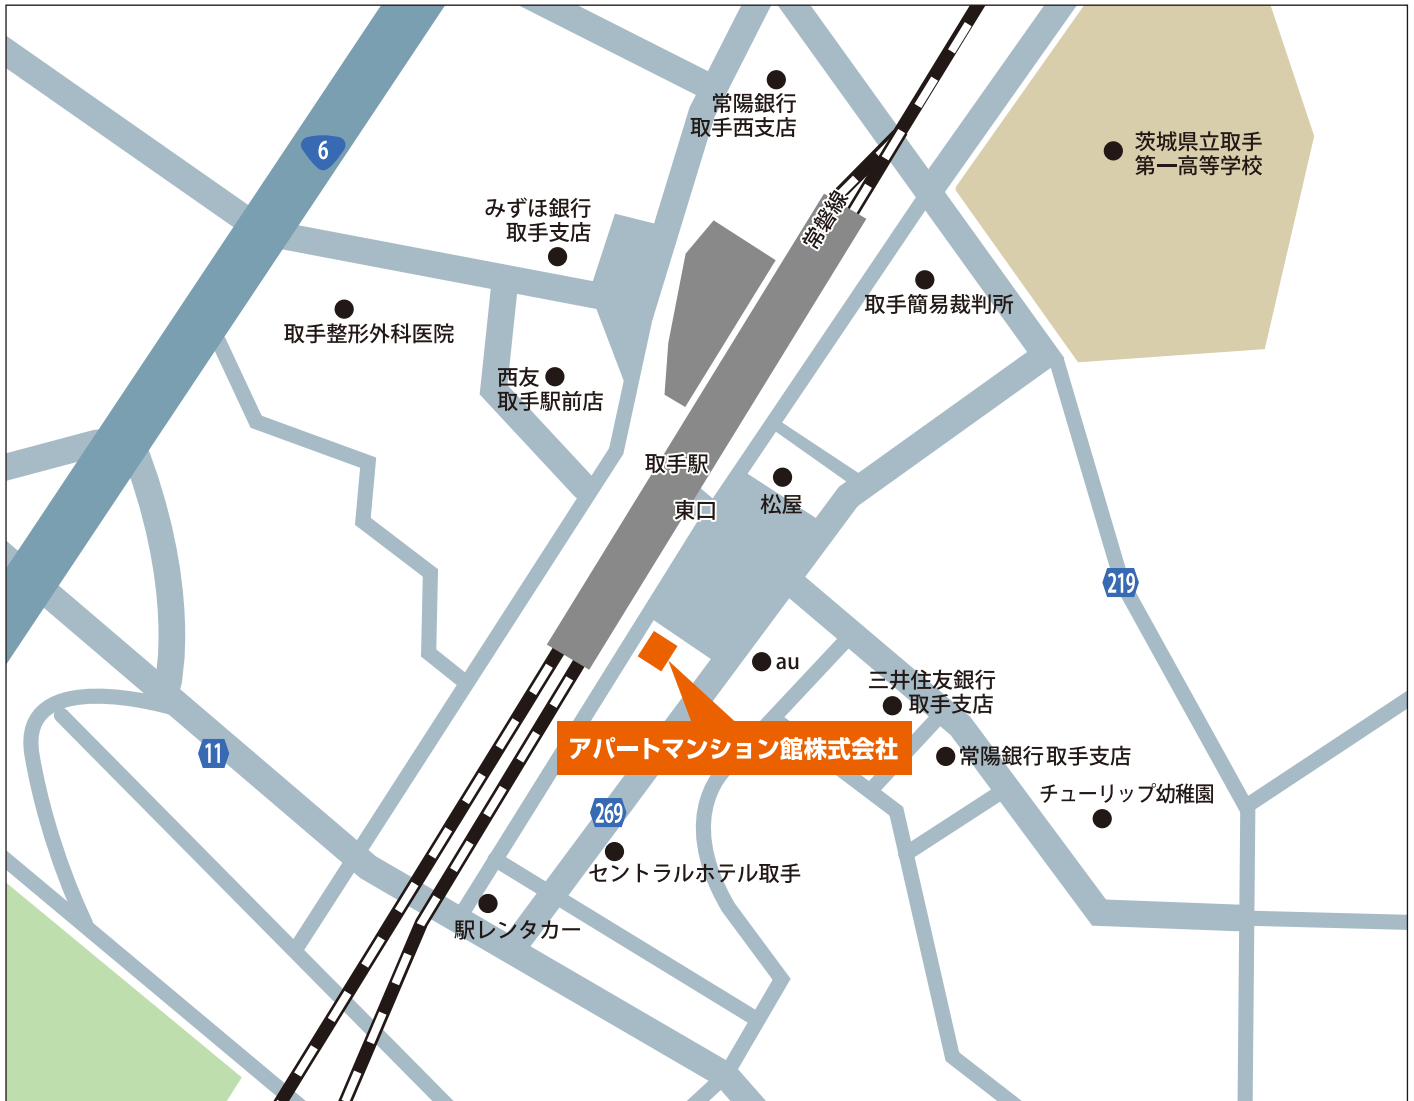 常陽銀行
取手西支店
6
茨城県立取手
第一高等学校
みずほ銀行
取手支店
常磐線
取手簡易裁判所
取手整形外科医院
西友
取手駅前店
取手駅
東口
松屋
219
au
三井住友銀行
取手支店
アパートマンション館株式会社
11
常陽銀行取手支店
チューリップ幼稚園
269
セントラルホテル取手
駅レンタカー